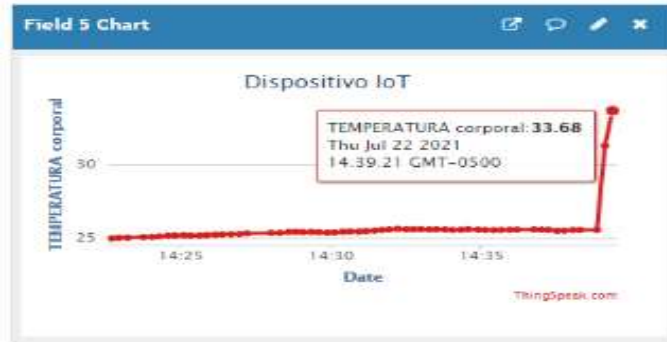 Field 5 Chart
Dispositivo IoT
TEMPERATURA corporal
TEMPERATURA corporal: 33.68
Thu Jul 22 2021
14:39:21 GMT-0500
30
25
14:25
14:30
14:35
Date
ThingSpeak.com